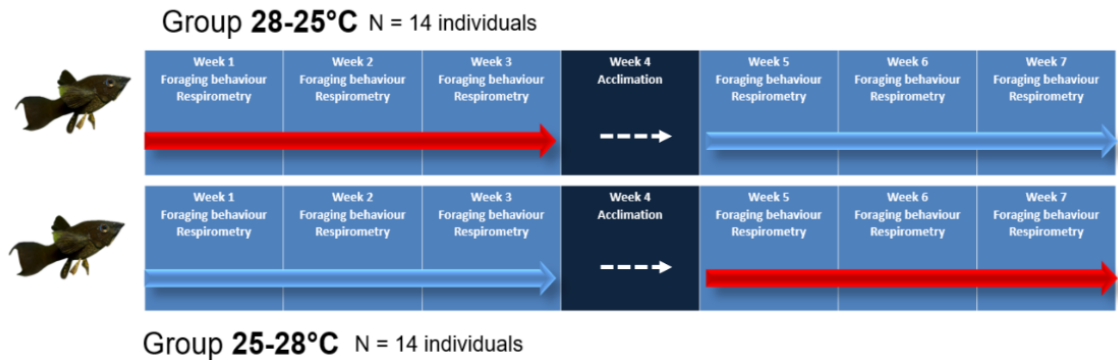 Group 28-25°C N = 14 individuals
Week 1
Foraging behaviour
Respirometry
Week 2
Foraging behaviour
Respirometry
Week 3
Foraging behaviour
Respirometry
Week 4
Acclimation
Week 5
Foraging behaviour
Respirometry
Week 6
Foraging behaviour
Respirometry
Week 7
Foraging behaviour
Respirometry
Week 1
Foraging behaviour
Respirometry
Week 2
Foraging behaviour
Respirometry
Week 3
Foraging behaviour
Respirometry
Week 4
Acclimation
Week 5
Foraging behaviour
Respirometry
Week 6
Foraging behaviour
Respirometry
Week 7
Foraging behaviour
Respirometry
Group 25-28°C N = 14 individuals